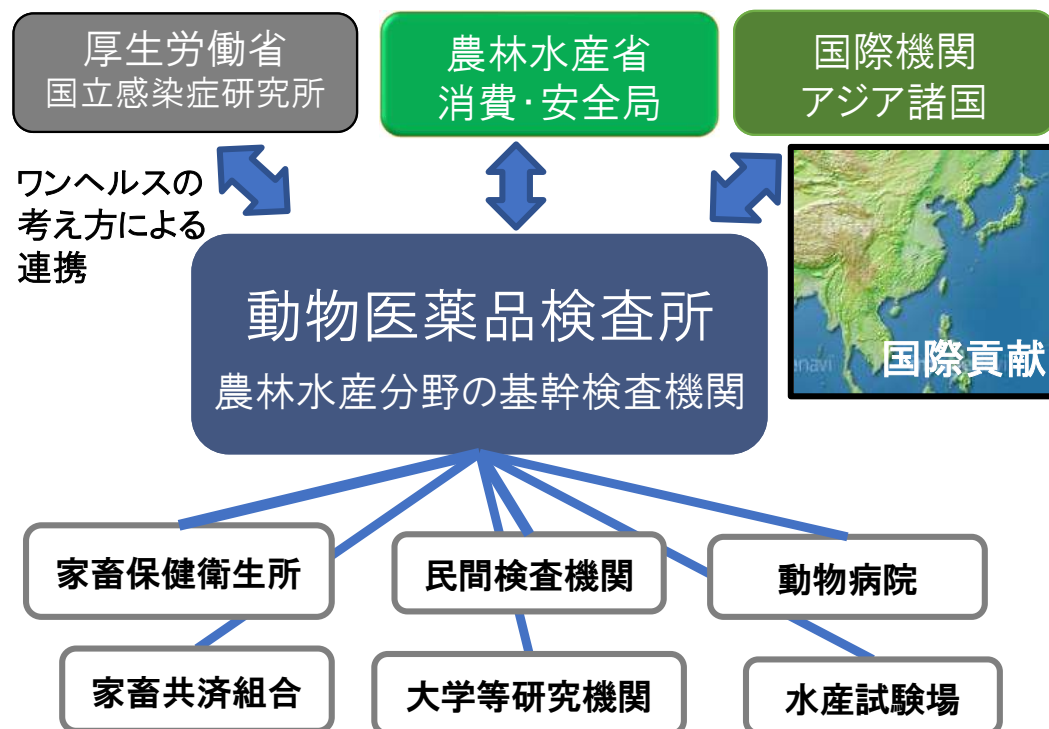 厚生労働省
国立感染症研究所
農林水産省
消費・安全局
国際機関
アジア諸国
ワンヘルスの
考え方による
連携
動物医薬品検査所
農林水産分野の基幹検査機関
国際貢献
家畜保健衛生所
民間検査機関
動物病院
家畜共済組合
大学等研究機関
水産試験場